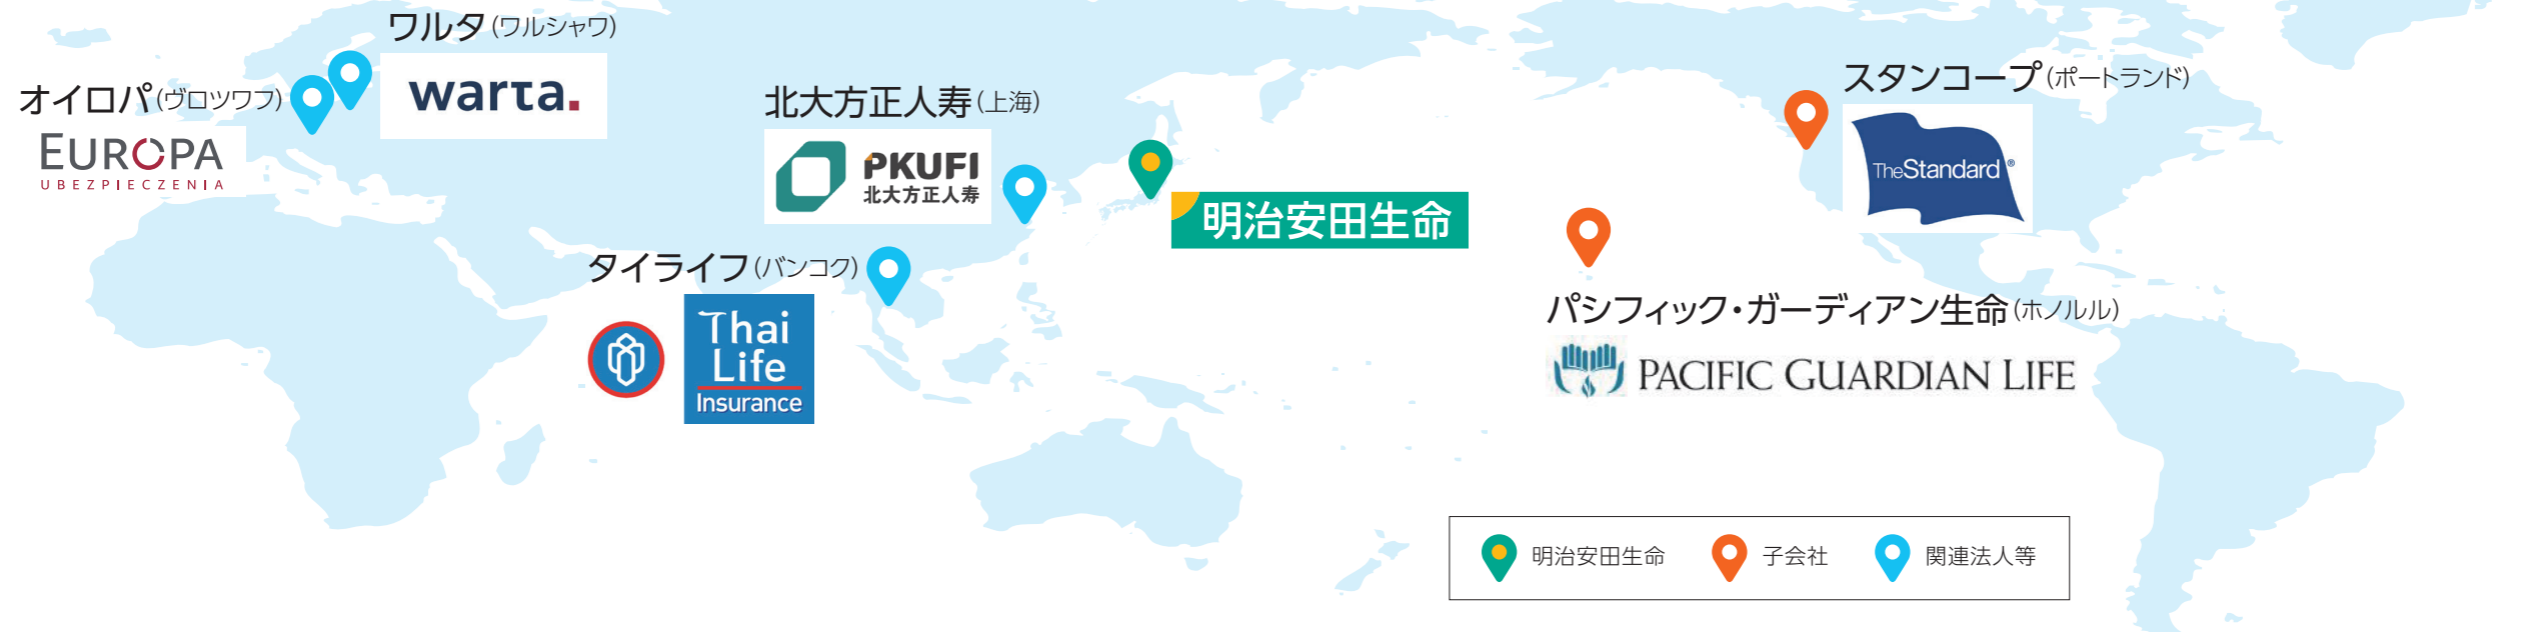 ワルタ(ワルシャワ)
warta.
オイロパ(ヴロツワフ)
EUROPA
UBEZPIECZENIA
北大方正人寿(上海)
PKUFI
北大方正人寿
明治安田生命
タイライフ(バンコク)
Thai
Life
Insurance
スタンコープ(ポートランド)
TheStandard®
パシフィック・ガーディアン生命(ホノルル)
PACIFIC GUARDIAN LIFE
明治安田生命 子会社 関連法人等